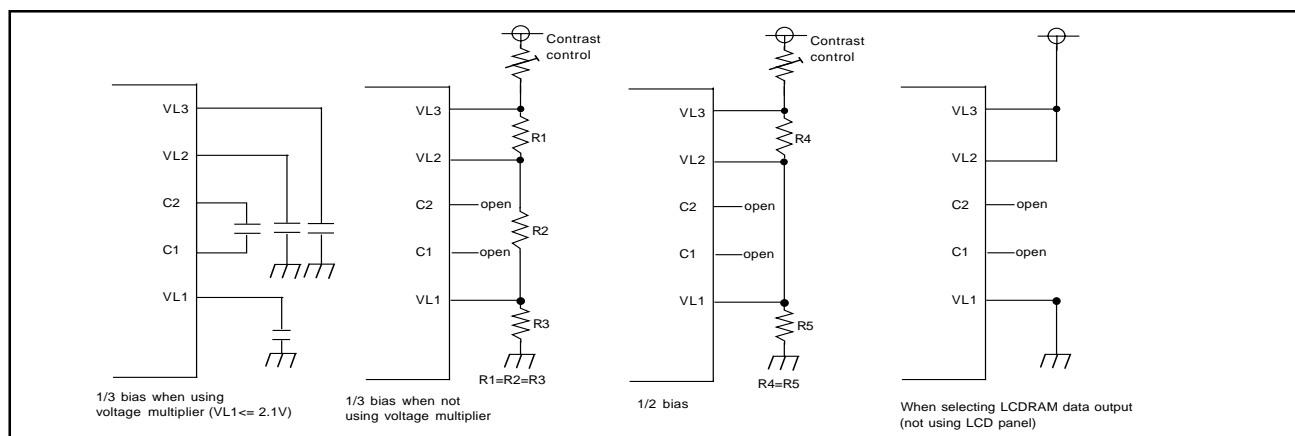 VL3
VL2
C2
C1
VL1
1/3 bias when using
voltage multiplier (VL1<= 2.1V)
Contrast
control
VL3
R1
VL2
C2
open
R2
C1
open
VL1
R3
R1=R2=R3
1/3 bias when not
using voltage multiplier
Contrast
control
VL3
R4
VL2
C2
open
C1
open
VL1
R5
R4=R5
1/2 bias
VL3
VL2
C2
open
C1
open
VL1
When selecting LCDRAM data output
(not using LCD panel)